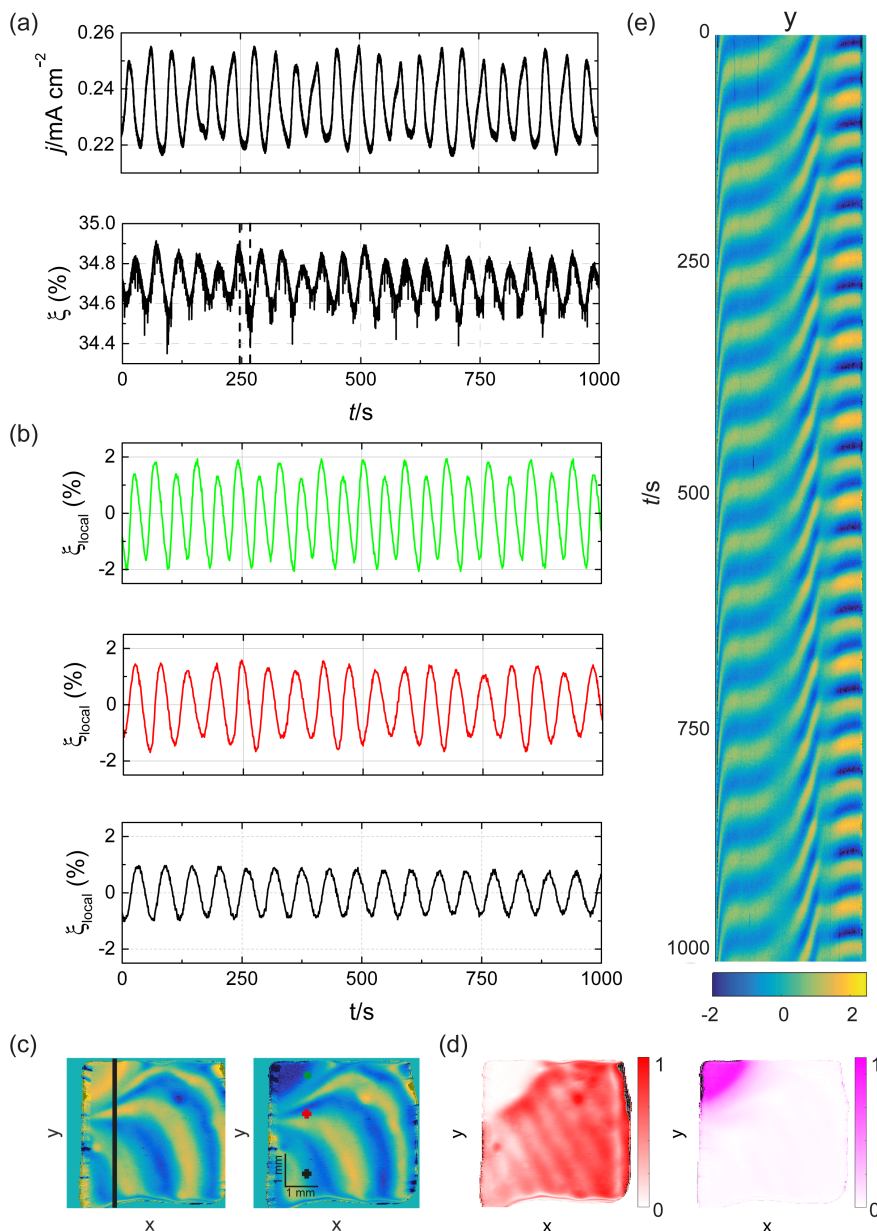 (a)
0.26
0.24
0.22
j/mA cm⁻²
35.0
34.8
34.6
34.4
ξ (%)
0 250 500 750 1000
t/s
(b)
2
0
-2
ξlocal (%)
2
0
-2
ξlocal (%)
2
0
-2
ξlocal (%)
0 250 500 750 1000
t/s
(e)
y
0
250
500
750
1000
t/s
-2 0 2
(c)
y
x
y
1 mm
1 mm
x
(d)
y
x
1
0
y
x
1
0